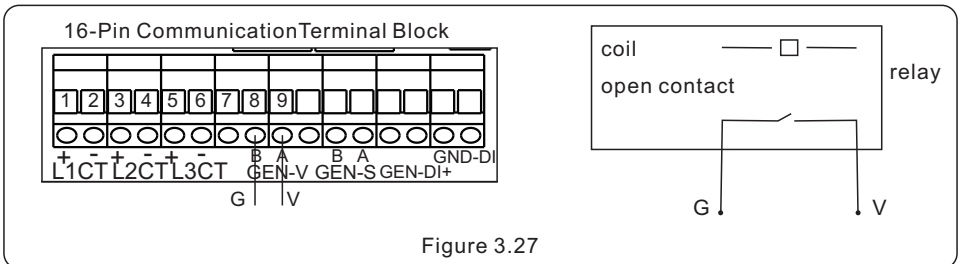 16-Pin CommunicationTerminal Block
1 2 3 4 5 6 7 8 9
+ - + - + - B A B A GND-DI
L1CT L2CT L3CT GEN-V GEN-S GEN-DI+
G V
coil
open contact
relay
G V
Figure 3.27